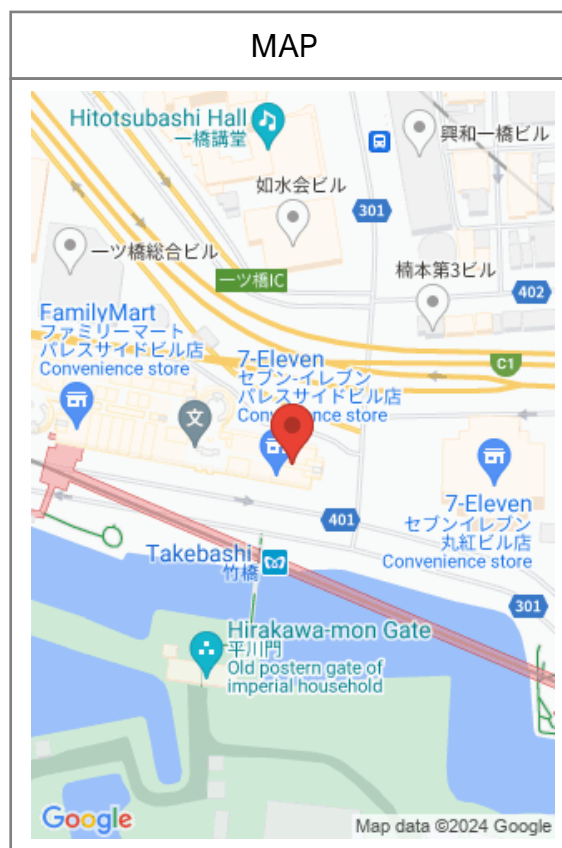 MAP
Hitotsubashi Hall
一橋講堂
興和一橋ビル
如水会ビル
301
一ツ橋総合ビル
楠本第3ビル
一ツ橋IC
402
FamilyMart
ファミリーマート
パレスサイドビル店
Convenience store
7-Eleven
セブン-イレブン
パレスサイドビル店
Convenience store
C1
文
7-Eleven
セブンイレブン
丸紅ビル店
Convenience store
401
Takebashi
竹橋
301
Hirakawa-mon Gate
平川門
Old postern gate of
imperial household
Google
Map data ©2024 Google